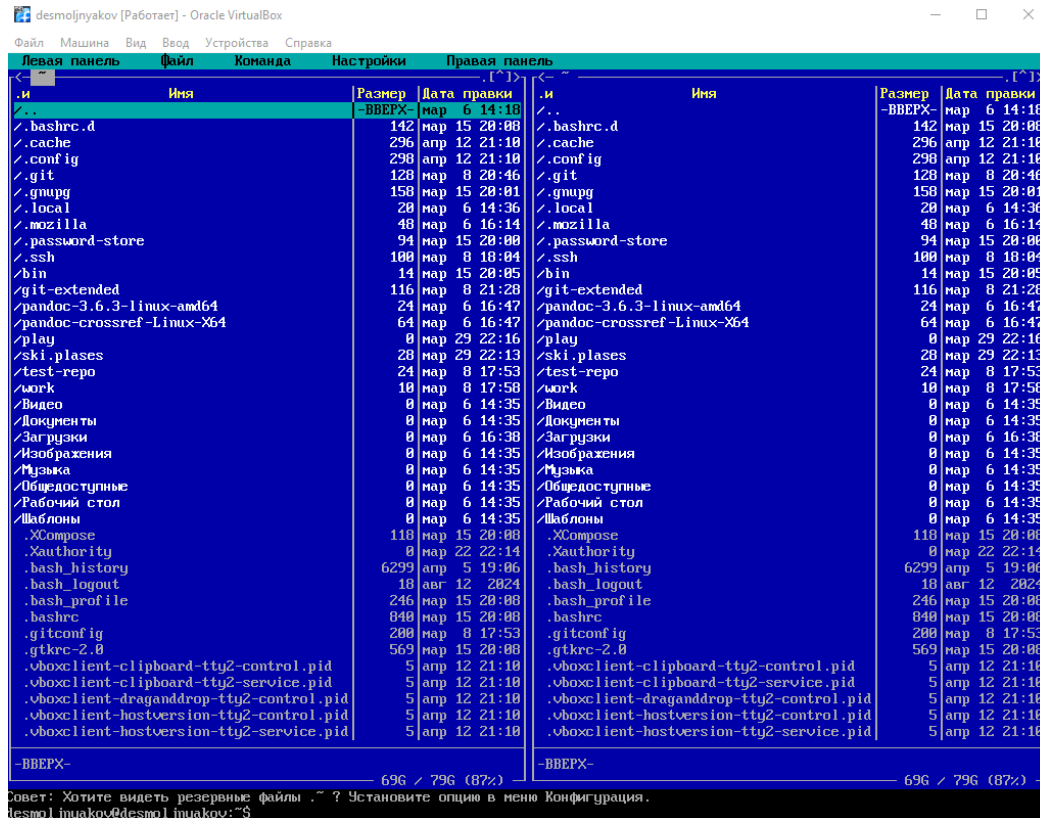 desmoljnyakov [Работает] - Oracle VirtualBox
Файл Машина Вид Ввод Устройства Справка
Левая панель Файл Команда Настройки Правая панель
<- ~ .[^]> <- ~ .[^]>
.и Имя Размер Дата правки .и Имя Размер Дата правки
/.. -ВВЕРХ- мар 6 14:18 /.. -ВВЕРХ- мар 6 14:18
/.bashrc.d 142 мар 15 20:08 /.bashrc.d 142 мар 15 20:08
/.cache 296 апр 12 21:10 /.cache 296 апр 12 21:10
/.config 298 апр 12 21:10 /.config 298 апр 12 21:10
/.git 128 мар 8 20:46 /.git 128 мар 8 20:46
/.gnupg 158 мар 15 20:01 /.gnupg 158 мар 15 20:01
/.local 20 мар 6 14:36 /.local 20 мар 6 14:36
/.mozilla 48 мар 6 16:14 /.mozilla 48 мар 6 16:14
/.password-store 94 мар 15 20:00 /.password-store 94 мар 15 20:00
/.ssh 100 мар 8 18:04 /.ssh 100 мар 8 18:04
/bin 14 мар 15 20:05 /bin 14 мар 15 20:05
/git-extended 116 мар 8 21:28 /git-extended 116 мар 8 21:28
/pandoc-3.6.3-linux-amd64 24 мар 6 16:47 /pandoc-3.6.3-linux-amd64 24 мар 6 16:47
/pandoc-crossref-Linux-X64 64 мар 6 16:47 /pandoc-crossref-Linux-X64 64 мар 6 16:47
/play 0 мар 29 22:16 /play 0 мар 29 22:16
/ski.plases 28 мар 29 22:13 /ski.plases 28 мар 29 22:13
/test-repo 24 мар 8 17:53 /test-repo 24 мар 8 17:53
/work 10 мар 8 17:58 /work 10 мар 8 17:58
/Видео 0 мар 6 14:35 /Видео 0 мар 6 14:35
/Документы 0 мар 6 14:35 /Документы 0 мар 6 14:35
/Загрузки 0 мар 6 16:38 /Загрузки 0 мар 6 16:38
/Изображения 0 мар 6 14:35 /Изображения 0 мар 6 14:35
/Музыка 0 мар 6 14:35 /Музыка 0 мар 6 14:35
/Общедоступные 0 мар 6 14:35 /Общедоступные 0 мар 6 14:35
/Рабочий стол 0 мар 6 14:35 /Рабочий стол 0 мар 6 14:35
/Шаблоны 0 мар 6 14:35 /Шаблоны 0 мар 6 14:35
.XCompose 118 мар 15 20:08 .XCompose 118 мар 15 20:08
.Xauthority 0 мар 22 22:14 .Xauthority 0 мар 22 22:14
.bash_history 6299 апр 5 19:06 .bash_history 6299 апр 5 19:06
.bash_logout 18 авг 12 2024 .bash_logout 18 авг 12 2024
.bash_profile 246 мар 15 20:08 .bash_profile 246 мар 15 20:08
.bashrc 840 мар 15 20:08 .bashrc 840 мар 15 20:08
.gitconfig 200 мар 8 17:53 .gitconfig 200 мар 8 17:53
.gtkrc-2.0 569 мар 15 20:08 .gtkrc-2.0 569 мар 15 20:08
.vboxclient-clipboard-tty2-control.pid 5 апр 12 21:10 .vboxclient-clipboard-tty2-control.pid 5 апр 12 21:10
.vboxclient-clipboard-tty2-service.pid 5 апр 12 21:10 .vboxclient-clipboard-tty2-service.pid 5 апр 12 21:10
.vboxclient-draganddrop-tty2-control.pid 5 апр 12 21:10 .vboxclient-draganddrop-tty2-control.pid 5 апр 12 21:10
.vboxclient-hostversion-tty2-control.pid 5 апр 12 21:10 .vboxclient-hostversion-tty2-control.pid 5 апр 12 21:10
.vboxclient-hostversion-tty2-service.pid 5 апр 12 21:10 .vboxclient-hostversion-tty2-service.pid 5 апр 12 21:10
-ВВЕРХ- -ВВЕРХ-
69G / 79G (87%) 69G / 79G (87%)
Совет: Хотите видеть резервные файлы .~ ? Установите опцию в меню Конфигурация.
desmoljnyakov@desmoljnyakov:~$